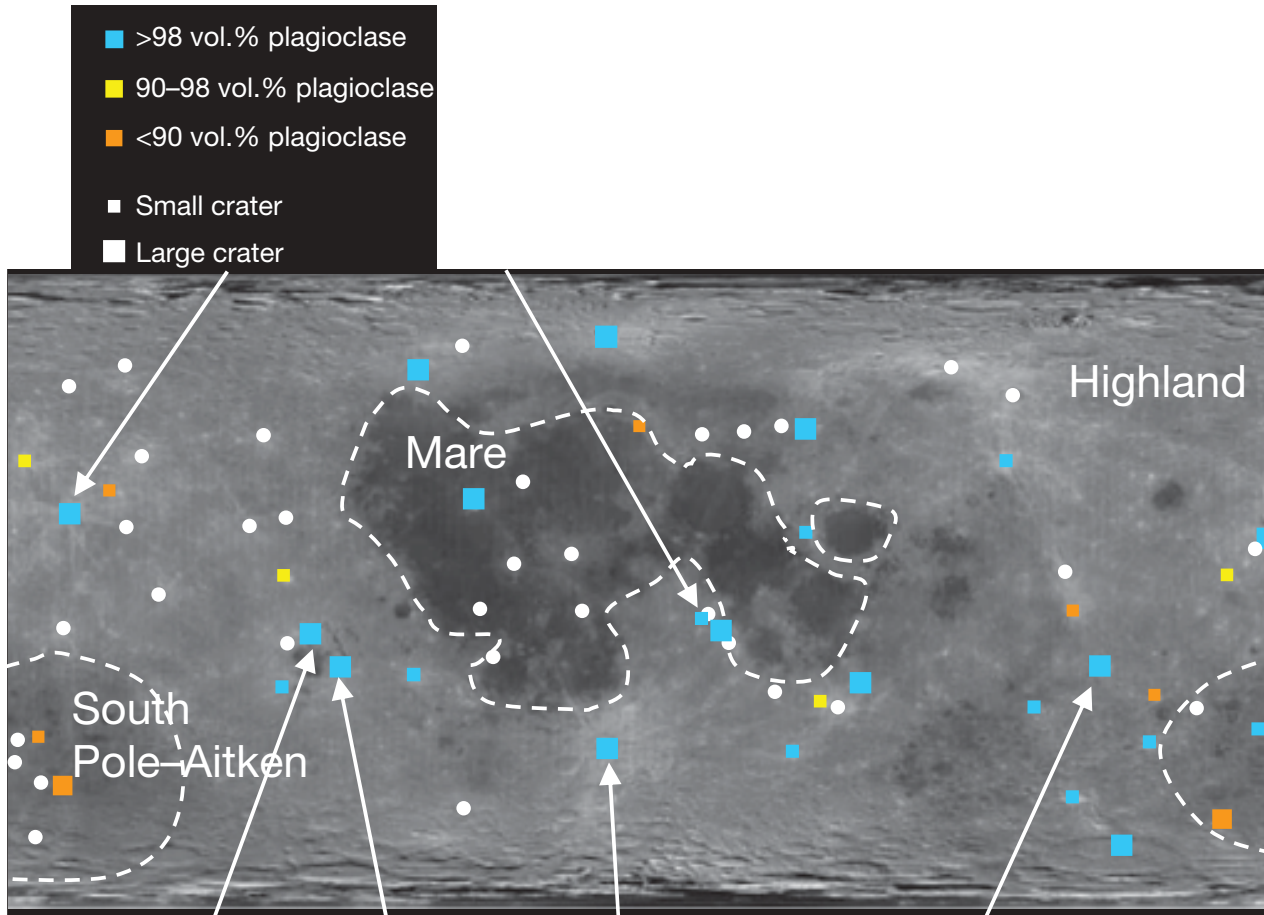 >98 vol.% plagioclase
90–98 vol.% plagioclase
<90 vol.% plagioclase
Small crater
Large crater
Highland
Mare
South
Pole–Aitken